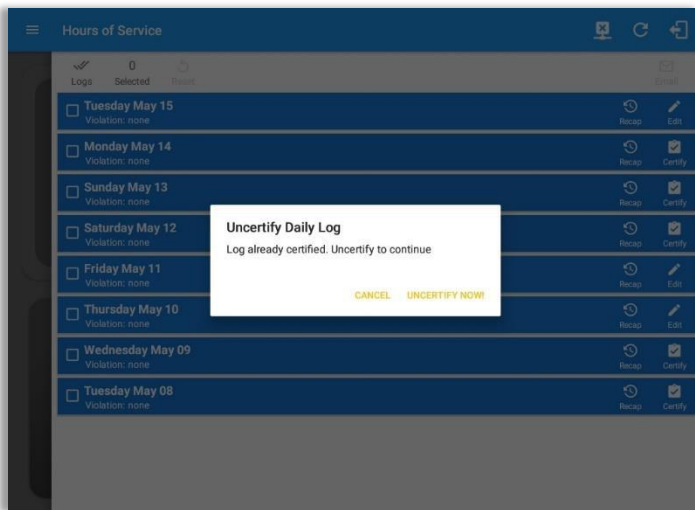 Hours of Service
0
Logs Selected Reset Email
Tuesday May 15
Violation: none
Recap Edit
Monday May 14
Violation: none
Recap Certify
Sunday May 13
Violation: none
Recap Certify
Saturday May 12
Violation: none
Recap Certify
Friday May 11
Violation: none
Recap Edit
Thursday May 10
Violation: none
Recap Edit
Wednesday May 09
Violation: none
Recap Certify
Tuesday May 08
Violation: none
Recap Certify
Uncertify Daily Log
Log already certified. Uncertify to continue
CANCEL UNCERTIFY NOW!